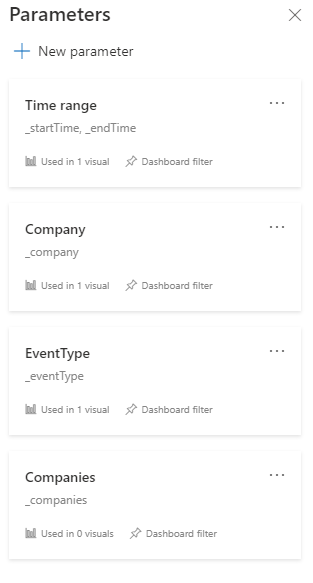 Parameters
New parameter
Time range
_startTime, _endTime
Used in 1 visual Dashboard filter
Company
_company
Used in 1 visual Dashboard filter
EventType
_eventType
Used in 1 visual Dashboard filter
Companies
_companies
Used in 0 visuals Dashboard filter